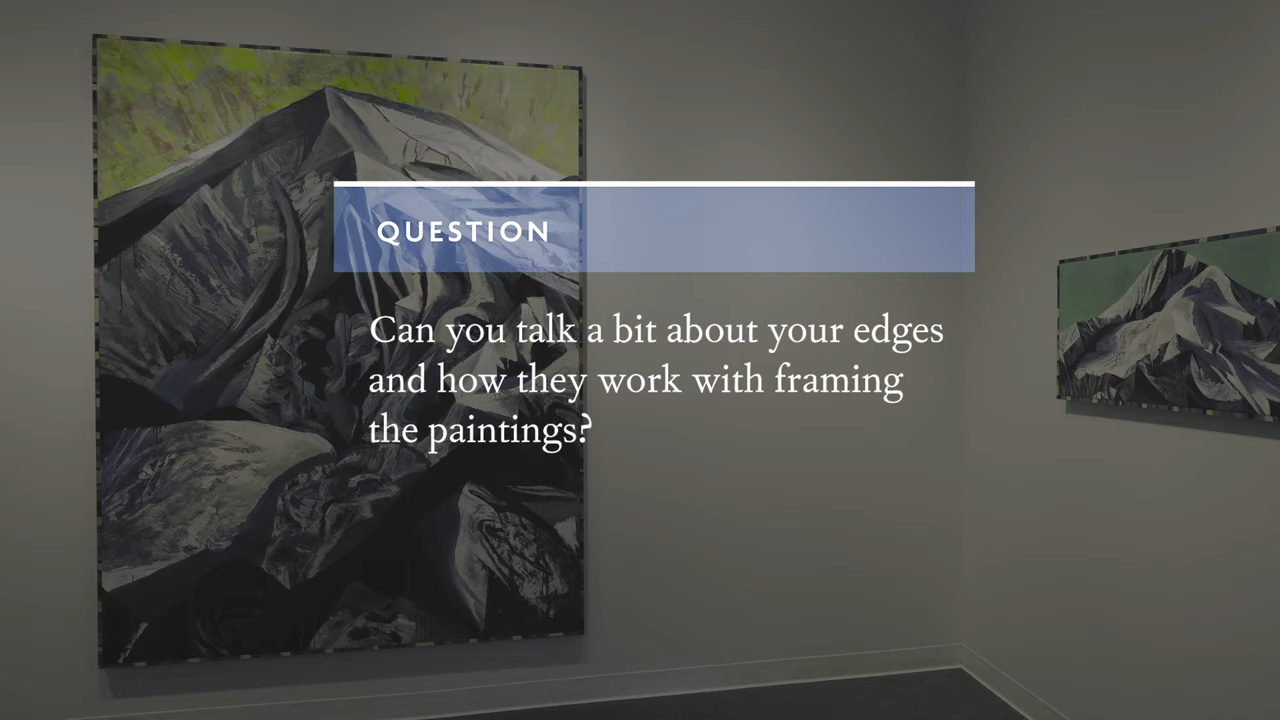 QUESTION
Can you talk a bit about your edges
and how they work with framing
the paintings?